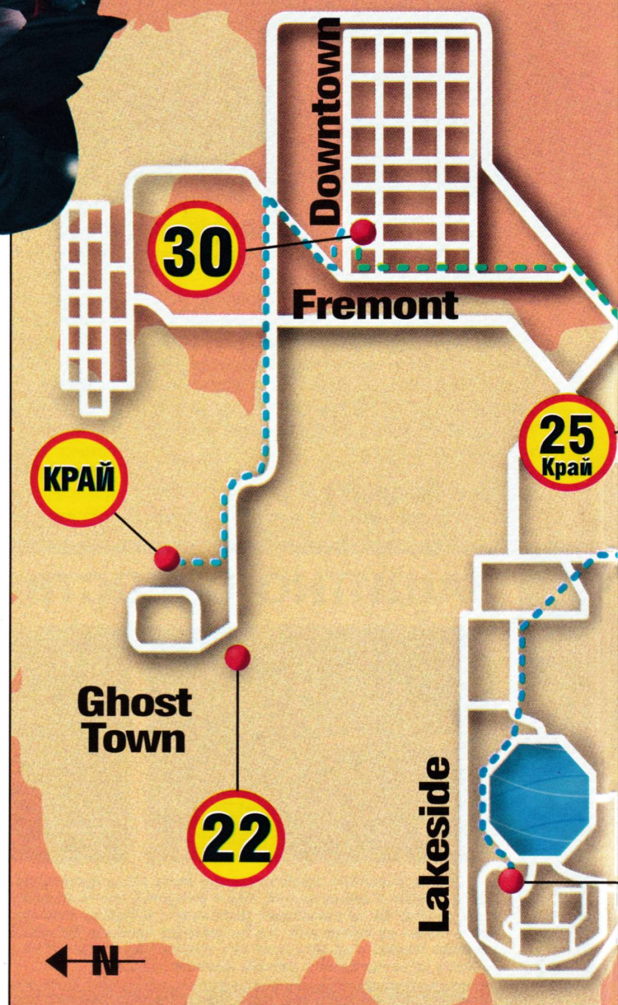 Downtown
30
Fremont
25
Край
КРАЙ
Ghost
Town
22
Lakeside
N